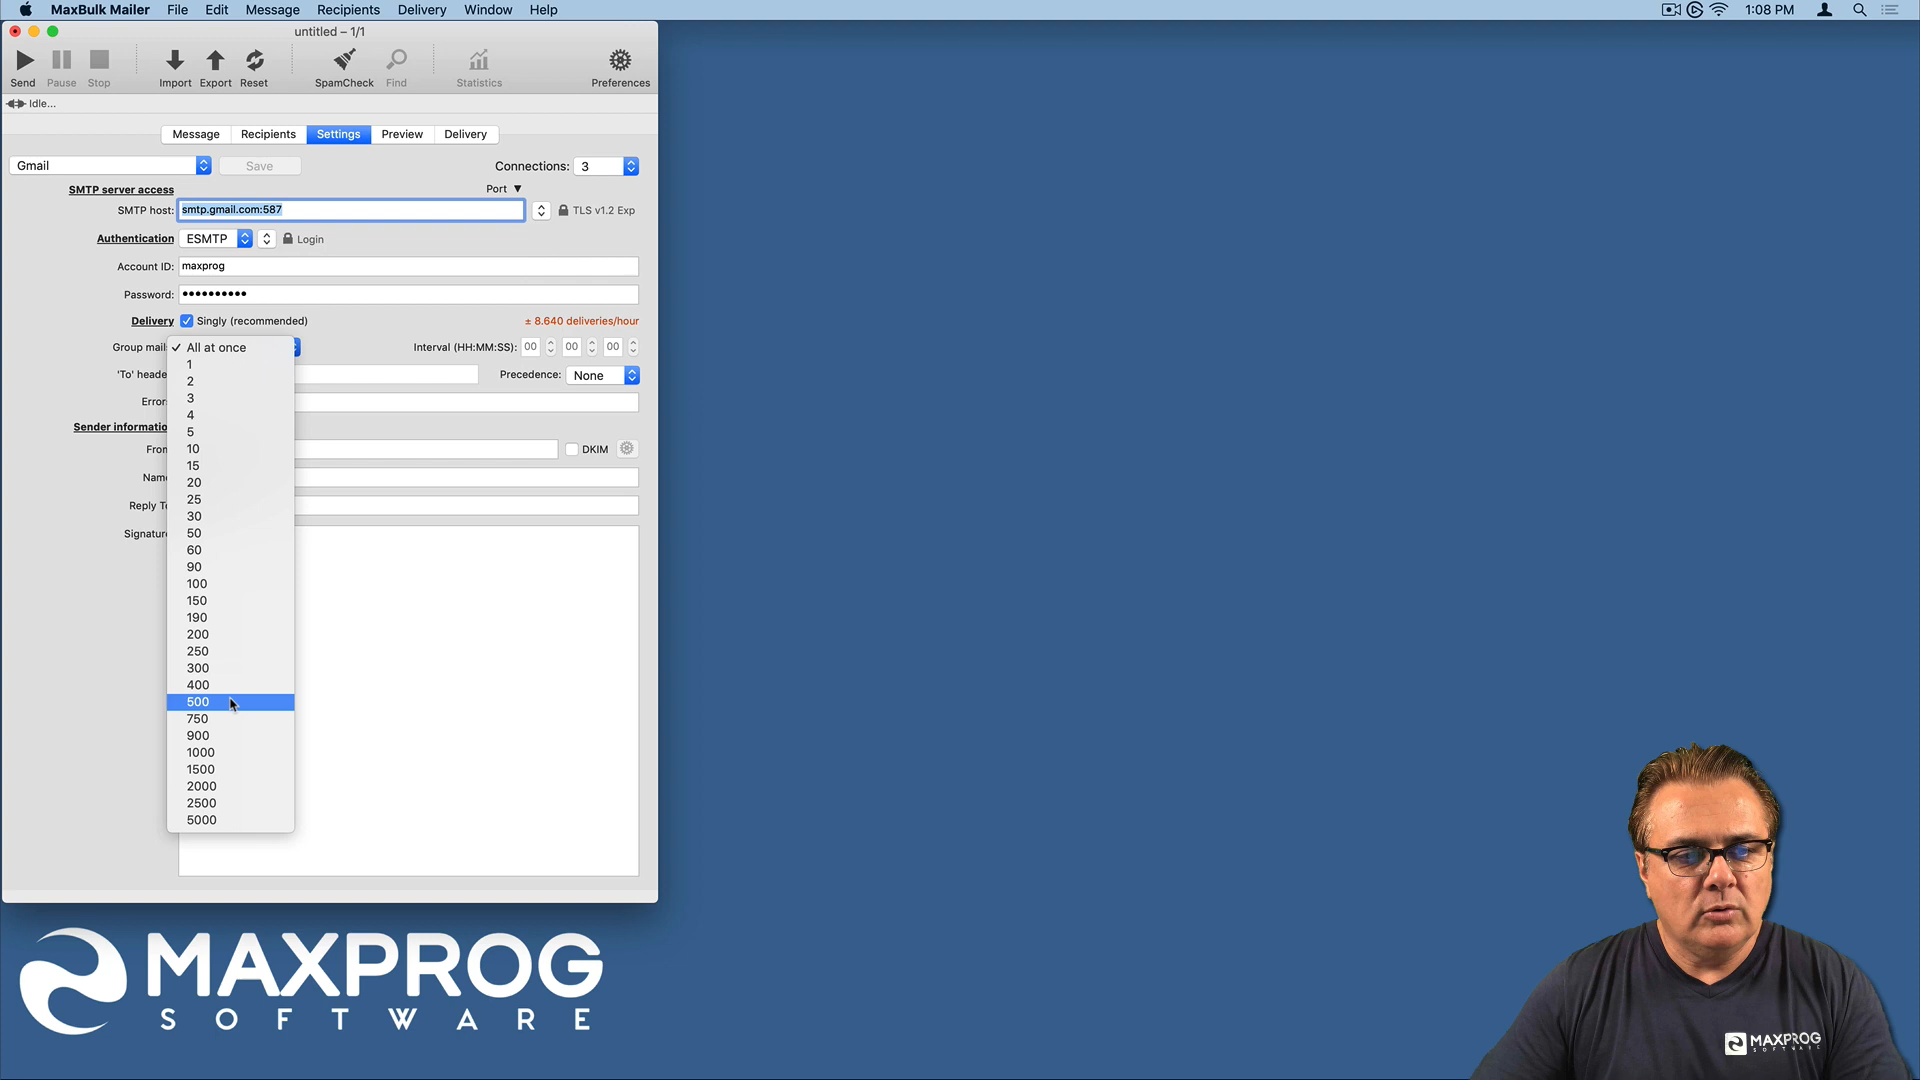 MaxBulk Mailer File Edit Message Recipients Delivery Window Help 1:08 PM
untitled – 1/1
Send Pause Stop Import Export Reset SpamCheck Find Statistics Preferences
Idle...
Message Recipients Settings Preview Delivery
Gmail Save Connections: 3
SMTP server access Port ▼
SMTP host: smtp.gmail.com:587 TLS v1.2 Exp
Authentication ESMTP Login
Account ID: maxprog
Password: ••••••••••
Delivery Singly (recommended) ± 8.640 deliveries/hour
Group mail ✓ All at once Interval (HH:MM:SS): 00 00 00
1
'To' heade Precedence: None
2
3
Error
4
Sender informatio
5
From DKIM
10
15
Name
20
25
Reply T
30
Signatur 50
60
90
100
150
190
200
250
300
400
500
750
900
1000
1500
2000
2500
5000
MAXPROG
SOFTWARE
MAXPROG
SOFTWARE